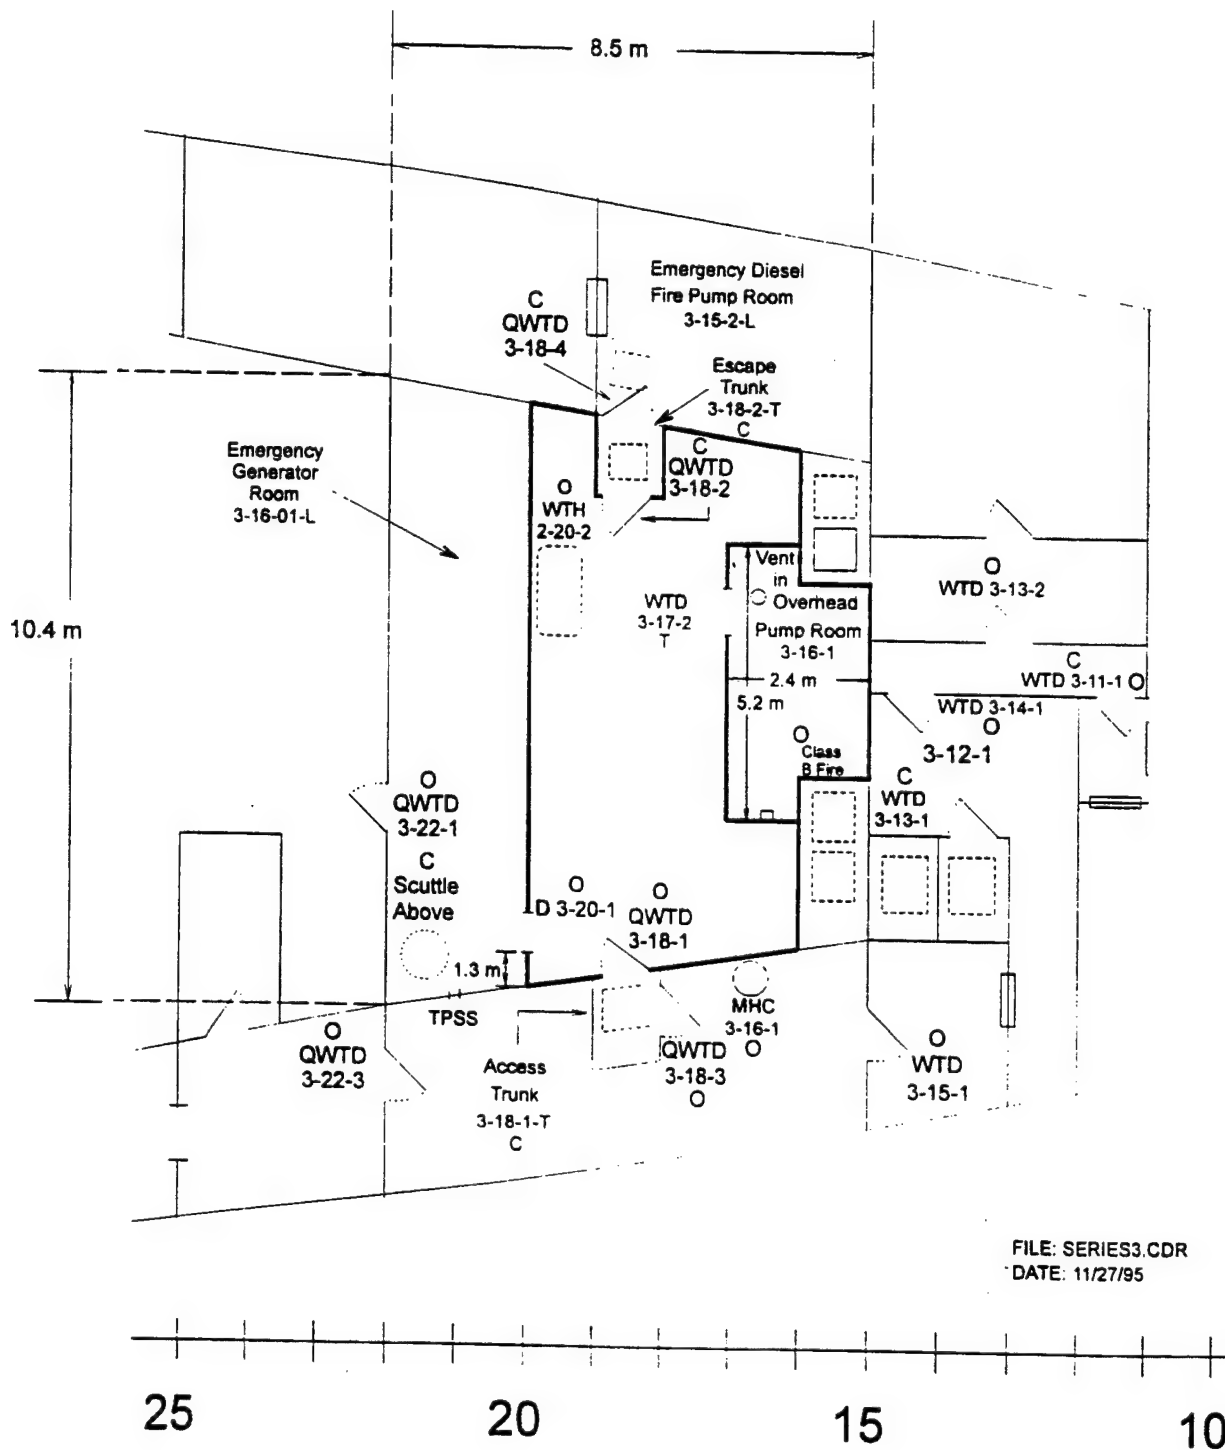 8.5 m
Emergency Diesel
Fire Pump Room
3-15-2-L
C
QWTD
3-18-4
Escape
Trunk
3-18-2-T
C
Emergency
Generator
Room
3-16-01-L
C
QWTD
3-18-2
O
WTH
2-20-2
Vent
in
Overhead
O
WTD 3-13-2
WTD
3-17-2
T
Pump Room
3-16-1
10.4 m
2.4 m
5.2 m
C
WTD 3-11-1 O
WTD 3-14-1
O
3-12-1
O
Class
B Fire
O
QWTD
3-22-1
C
WTD
3-13-1
C
Scuttle
Above
O
D 3-20-1
O
QWTD
3-18-1
1.3 m
TPSS
MHC
3-16-1
O
O
QWTD
3-22-3
Access
Trunk
3-18-1-T
C
QWTD
3-18-3
O
O
WTD
3-15-1
FILE: SERIES3.CDR
DATE: 11/27/95
25 20 15 10